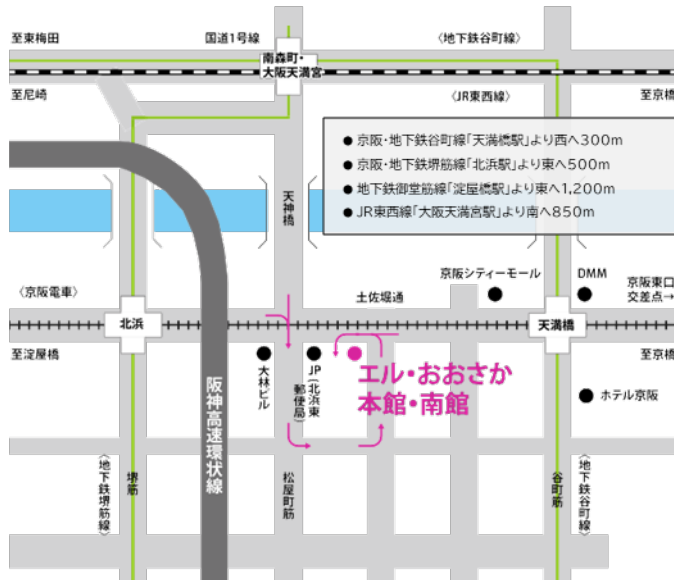 至東梅田
国道1号線
〈地下鉄谷町線〉
南森町・
大阪天満宮
至尼崎
〈JR東西線〉
至京橋
● 京阪・地下鉄谷町線「天満橋駅」より西へ300m
● 京阪・地下鉄堺筋線「北浜駅」より東へ500m
● 地下鉄御堂筋線「淀屋橋駅」より東へ1,200m
● JR東西線「大阪天満宮駅」より南へ850m
天神橋
京阪シティーモール
DMM
京阪東口
交差点→
〈京阪電車〉
土佐堀通
北浜
天満橋
至淀屋橋
至京橋
大林ビル
JP(北浜東
郵便局)
エル・おおさか
本館・南館
ホテル京阪
阪神高速環状線
〈地下鉄堺筋線〉
堺筋
松屋町筋
谷町筋
〈地下鉄谷町線〉